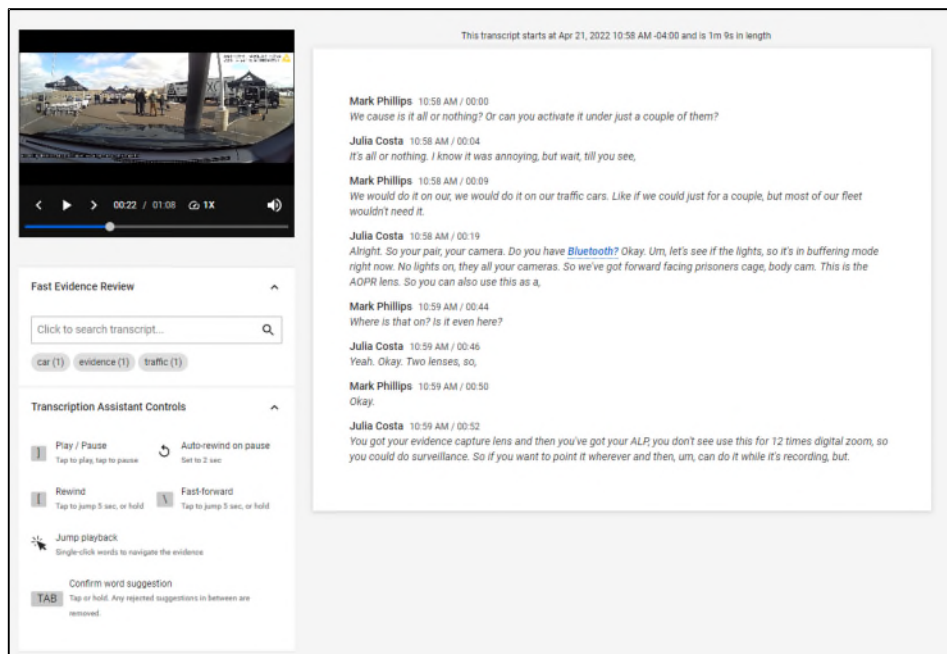 This transcript starts at Apr 21, 2022 10:58 AM -04:00 and is 1m 9s in length
00:22 / 01:08 1X
Fast Evidence Review
Click to search transcript...
car (1) evidence (1) traffic (1)
Transcription Assistant Controls
] Play / Pause
Tap to play, tap to pause
Auto-rewind on pause
Set to 2 sec
[ Rewind
Tap to jump 5 sec, or hold
\ Fast-forward
Tap to jump 5 sec, or hold
Jump playback
Single-click words to navigate the evidence
TAB Confirm word suggestion
Tap or hold. Any rejected suggestions in between are
removed.
Mark Phillips 10:58 AM / 00:00
We cause is it all or nothing? Or can you activate it under just a couple of them?
Julia Costa 10:58 AM / 00:04
It's all or nothing. I know it was annoying, but wait, till you see,
Mark Phillips 10:58 AM / 00:09
We would do it on our, we would do it on our traffic cars. Like if we could just for a couple, but most of our fleet
wouldn't need it.
Julia Costa 10:58 AM / 00:19
Alright. So your pair, your camera. Do you have Bluetooth? Okay. Um, let's see if the lights, so it's in buffering mode
right now. No lights on, they all your cameras. So we've got forward facing prisoners cage, body cam. This is the
AOPR lens. So you can also use this as a,
Mark Phillips 10:59 AM / 00:44
Where is that on? Is it even here?
Julia Costa 10:59 AM / 00:46
Yeah. Okay. Two lenses, so,
Mark Phillips 10:59 AM / 00:50
Okay.
Julia Costa 10:59 AM / 00:52
You got your evidence capture lens and then you've got your ALP, you don't see use this for 12 times digital zoom, so
you could do surveillance. So if you want to point it wherever and then, um, can do it while it's recording, but.